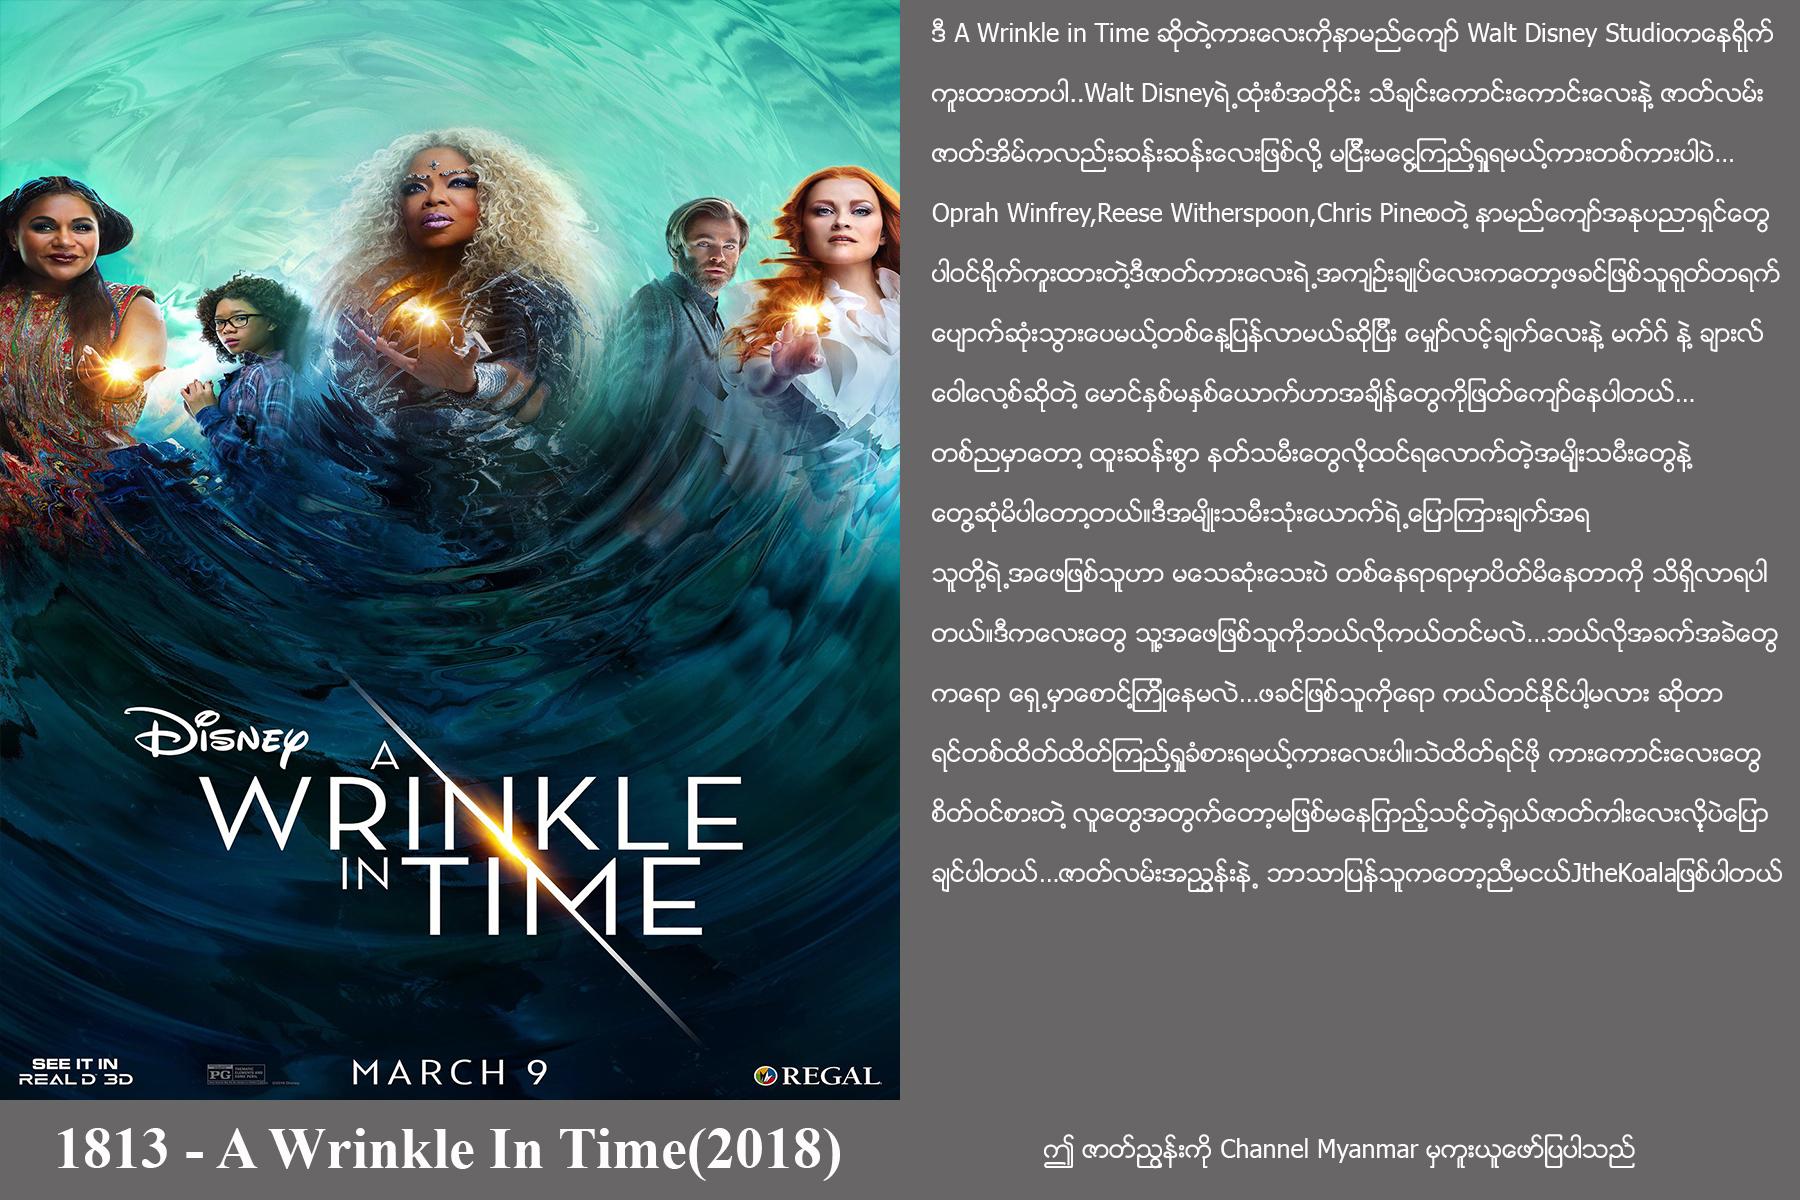 DISNEY
A
WRINKLE
IN TIME
SEE IT IN
REAL D 3D
PG
MARCH 9
REGAL
1813 - A Wrinkle In Time(2018)
ဒီ A Wrinkle in Time ဆိုတဲ့ကားလေးကိုနာမည်ကျော် Walt Disney Studioကနေရိုက်
ကူးထားတာပါ..Walt Disneyရဲ့ထုံးစံအတိုင်း သီချင်းကောင်းကောင်းလေးနဲ့ ဇာတ်လမ်း
ဇာတ်အိမ်ကလည်းဆန်းဆန်းလေးဖြစ်လို့ မငြီးမငွေ့ကြည့်ရှုရမယ့်ကားတစ်ကားပါပဲ...
Oprah Winfrey,Reese Witherspoon,Chris Pineစတဲ့ နာမည်ကျော်အနုပညာရှင်တွေ
ပါဝင်ရိုက်ကူးထားတဲ့ဒီဇာတ်ကားလေးရဲ့အကျဉ်းချုပ်လေးကတော့ဖခင်ဖြစ်သူရုတ်တရက်
ပျောက်ဆုံးသွားပေမယ့်တစ်နေ့ပြန်လာမယ်ဆိုပြီး မျှော်လင့်ချက်လေးနဲ့ မက်ဂ် နဲ့ ချားလ်
ဝေါလေ့စ်ဆိုတဲ့ မောင်နှစ်မနှစ်ယောက်ဟာအချိန်တွေကိုဖြတ်ကျော်နေပါတယ်...
တစ်ညမှာတော့ ထူးဆန်းစွာ နတ်သမီးတွေလို့ထင်ရလောက်တဲ့အမျိုးသမီးတွေနဲ့
တွေ့ဆုံမိပါတော့တယ်။ဒီအမျိုးသမီးသုံးယောက်ရဲ့ပြောကြားချက်အရ
သူတို့ရဲ့အဖေဖြစ်သူဟာ မသေဆုံးသေးပဲ တစ်နေရာရာမှာပိတ်မိနေတာကို သိရှိလာရပါ
တယ်။ဒီကလေးတွေ သူ့အဖေဖြစ်သူကိုဘယ်လိုကယ်တင်မလဲ...ဘယ်လိုအခက်အခဲတွေ
ကရော ရှေ့မှာစောင့်ကြိုနေမလဲ...ဖခင်ဖြစ်သူကိုရော ကယ်တင်နိုင်ပါ့မလား ဆိုတာ
ရင်တစ်ထိတ်ထိတ်ကြည့်ရှုခံစားရမယ့်ကားလေးပါ။သဲထိတ်ရင်ဖို ကားကောင်းလေးတွေ
စိတ်ဝင်စားတဲ့ လူတွေအတွက်တော့မဖြစ်မနေကြာည့်သင့်တဲ့ရှယ်ဇာတ်ကါးလေးလို့ပဲပြော
ချင်ပါတယ်...ဇာတ်လမ်းအညွှန်းနဲ့ ဘာသာပြန်သူကတော့ညီမငယ်JtheKoalaဖြစ်ပါတယ်
ဤ ဇာတ်ညွှန်းကို Channel Myanmar မှကူးယူဖော်ပြပါသည်